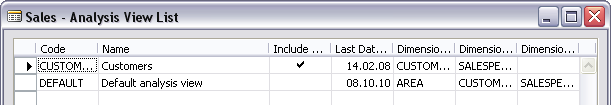 Sales - Analysis View List
Code Name Include ... Last Dat... Dimensio... Dimensio... Dimensio...
CUSTOM... Customers 14.02.08 CUSTOM... SALESPE...
DEFAULT Default analysis view 08.10.10 AREA CUSTOM... SALESPE...